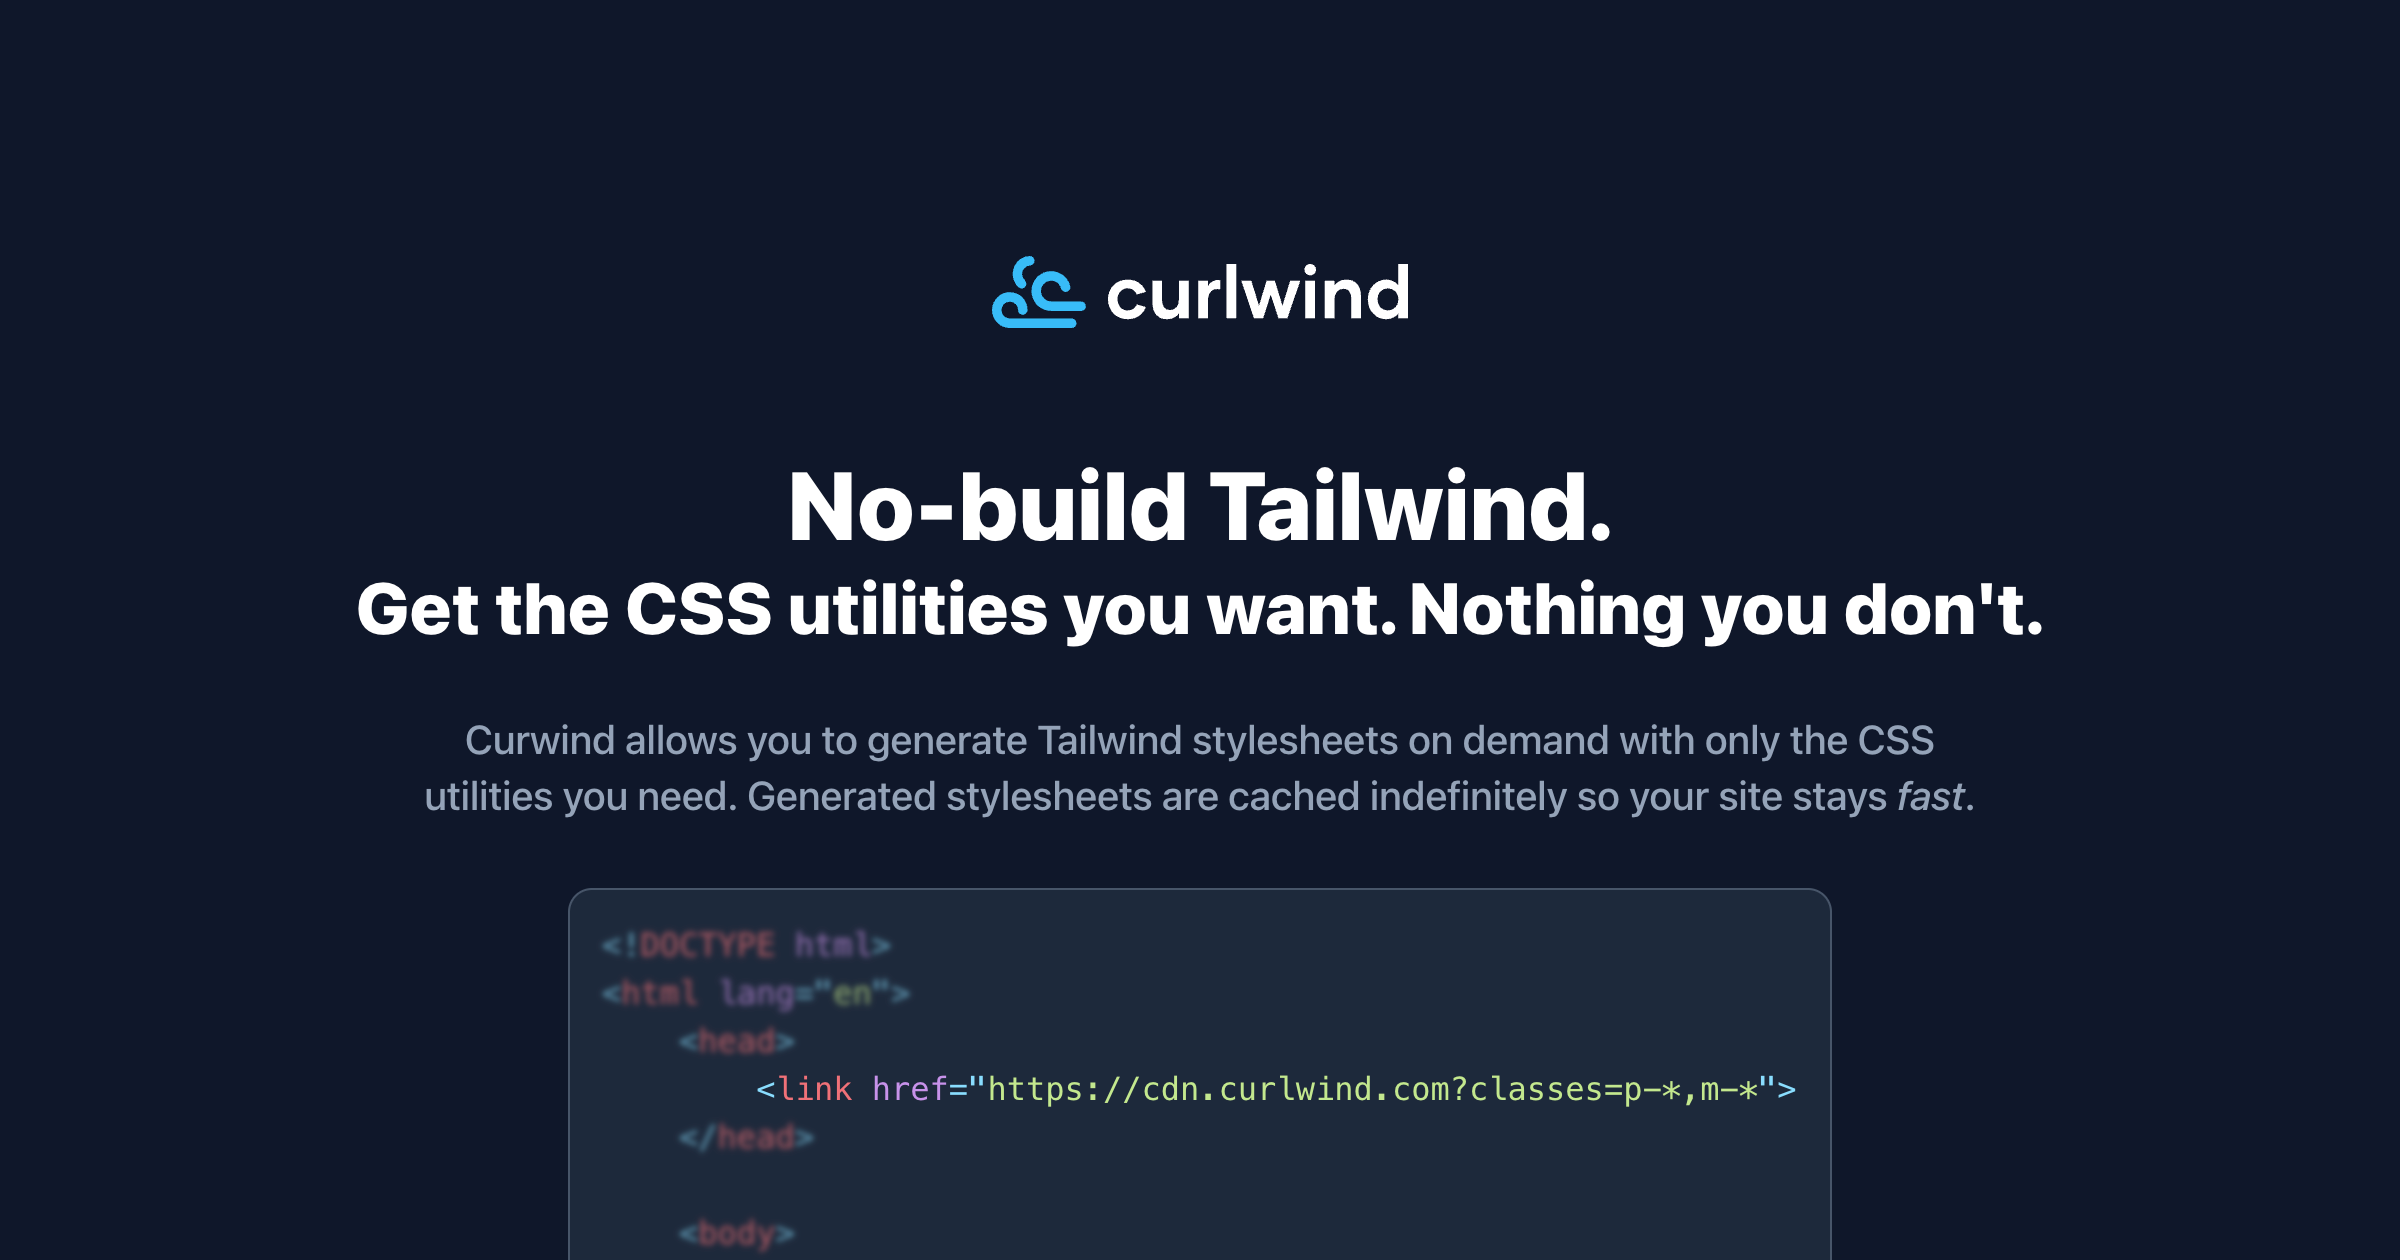 curlwind
No-build Tailwind.
Get the CSS utilities you want. Nothing you don't.
Curwind allows you to generate Tailwind stylesheets on demand with only the CSS
utilities you need. Generated stylesheets are cached indefinitely so your site stays fast.
<!DOCTYPE html>
<html lang="en">
<head>
<link href="https://cdn.curlwind.com?classes=p-*,m-*">
</head>
<body>